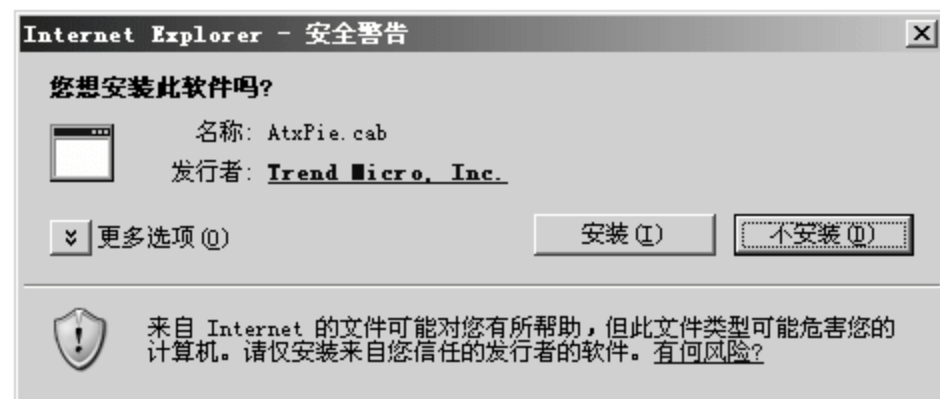 Internet Explorer - 安全警告
您想安装此软件吗?
名称: AtxPie.cab
发行者: Trend Micro, Inc.
更多选项(O)
安装(I)
不安装(D)
来自 Internet 的文件可能对您有所帮助，但此文件类型可能危害您的
计算机。请仅安装来自您信任的发行者的软件。有何风险?